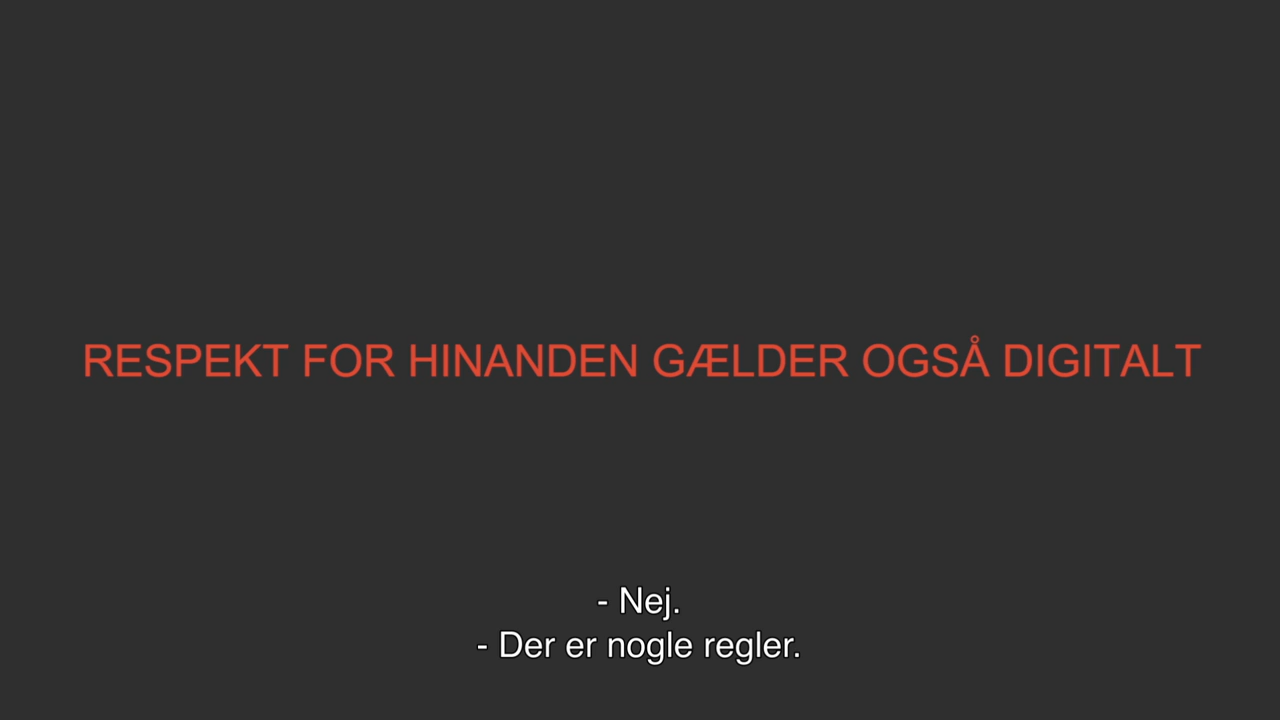 RESPEKT FOR HINANDEN GÆLDER OGSÅ DIGITALT
- Nej.
- Der er nogle regler.